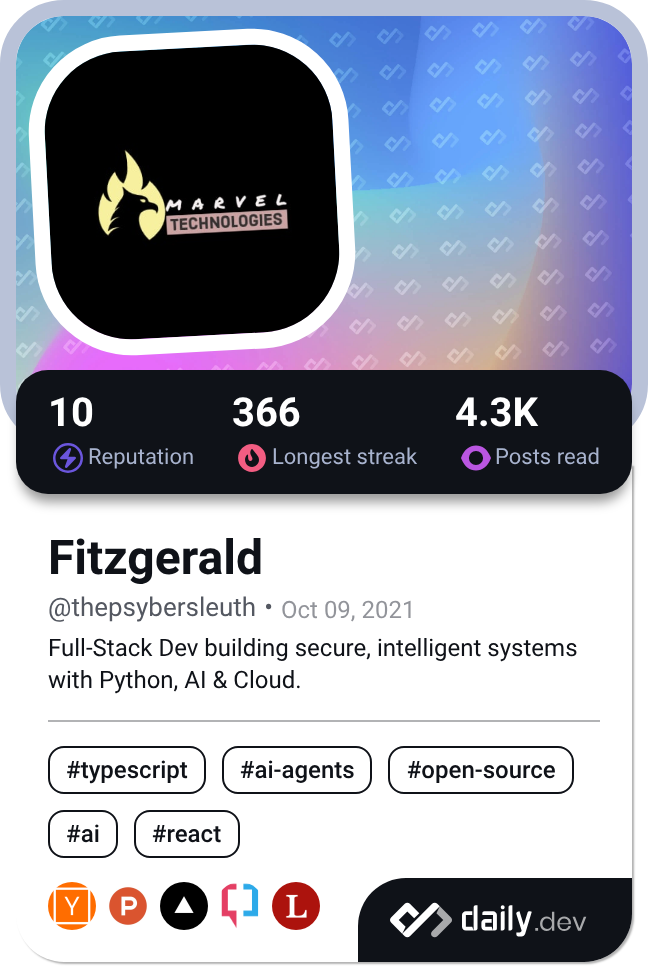 MARVEL
TECHNOLOGIES
10 366 4.3K
Reputation Longest streak Posts read
Fitzgerald
@thepsybersleuth • Oct 09, 2021
Full-Stack Dev building secure, intelligent systems
with Python, AI & Cloud.
#typescript #ai-agents #open-source
#ai #react
Y P L
daily.dev